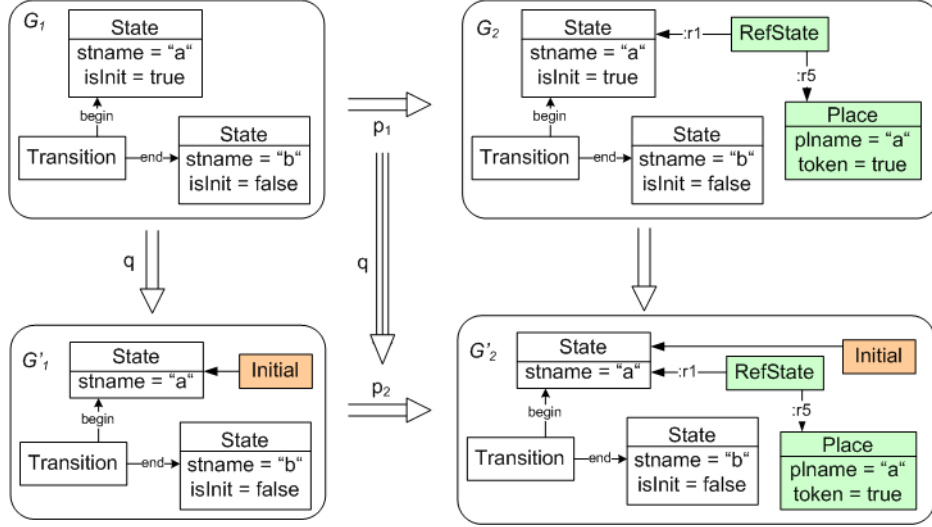 G1
State
stname = “a“
isInit = true
begin
Transition
end
State
stname = “b“
isInit = false
p1
G2
State
stname = “a“
isInit = true
:r1
RefState
:r5
Place
plname = “a“
token = true
begin
Transition
end
State
stname = “b“
isInit = false
q
q
G'1
State
stname = “a“
Initial
begin
Transition
end
State
stname = “b“
isInit = false
p2
G'2
State
stname = “a“
Initial
:r1
RefState
:r5
Place
plname = “a“
token = true
begin
Transition
end
State
stname = “b“
isInit = false